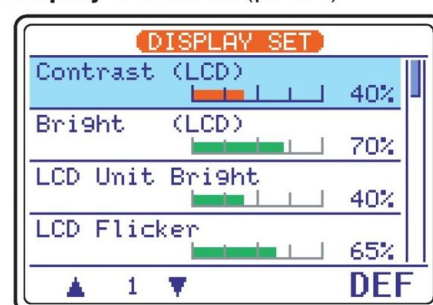 DISPLAY SET
Contrast (LCD)
40%
Bright (LCD)
70%
LCD Unit Bright
40%
LCD Flicker
65%
▲ 1 ▼ DEF